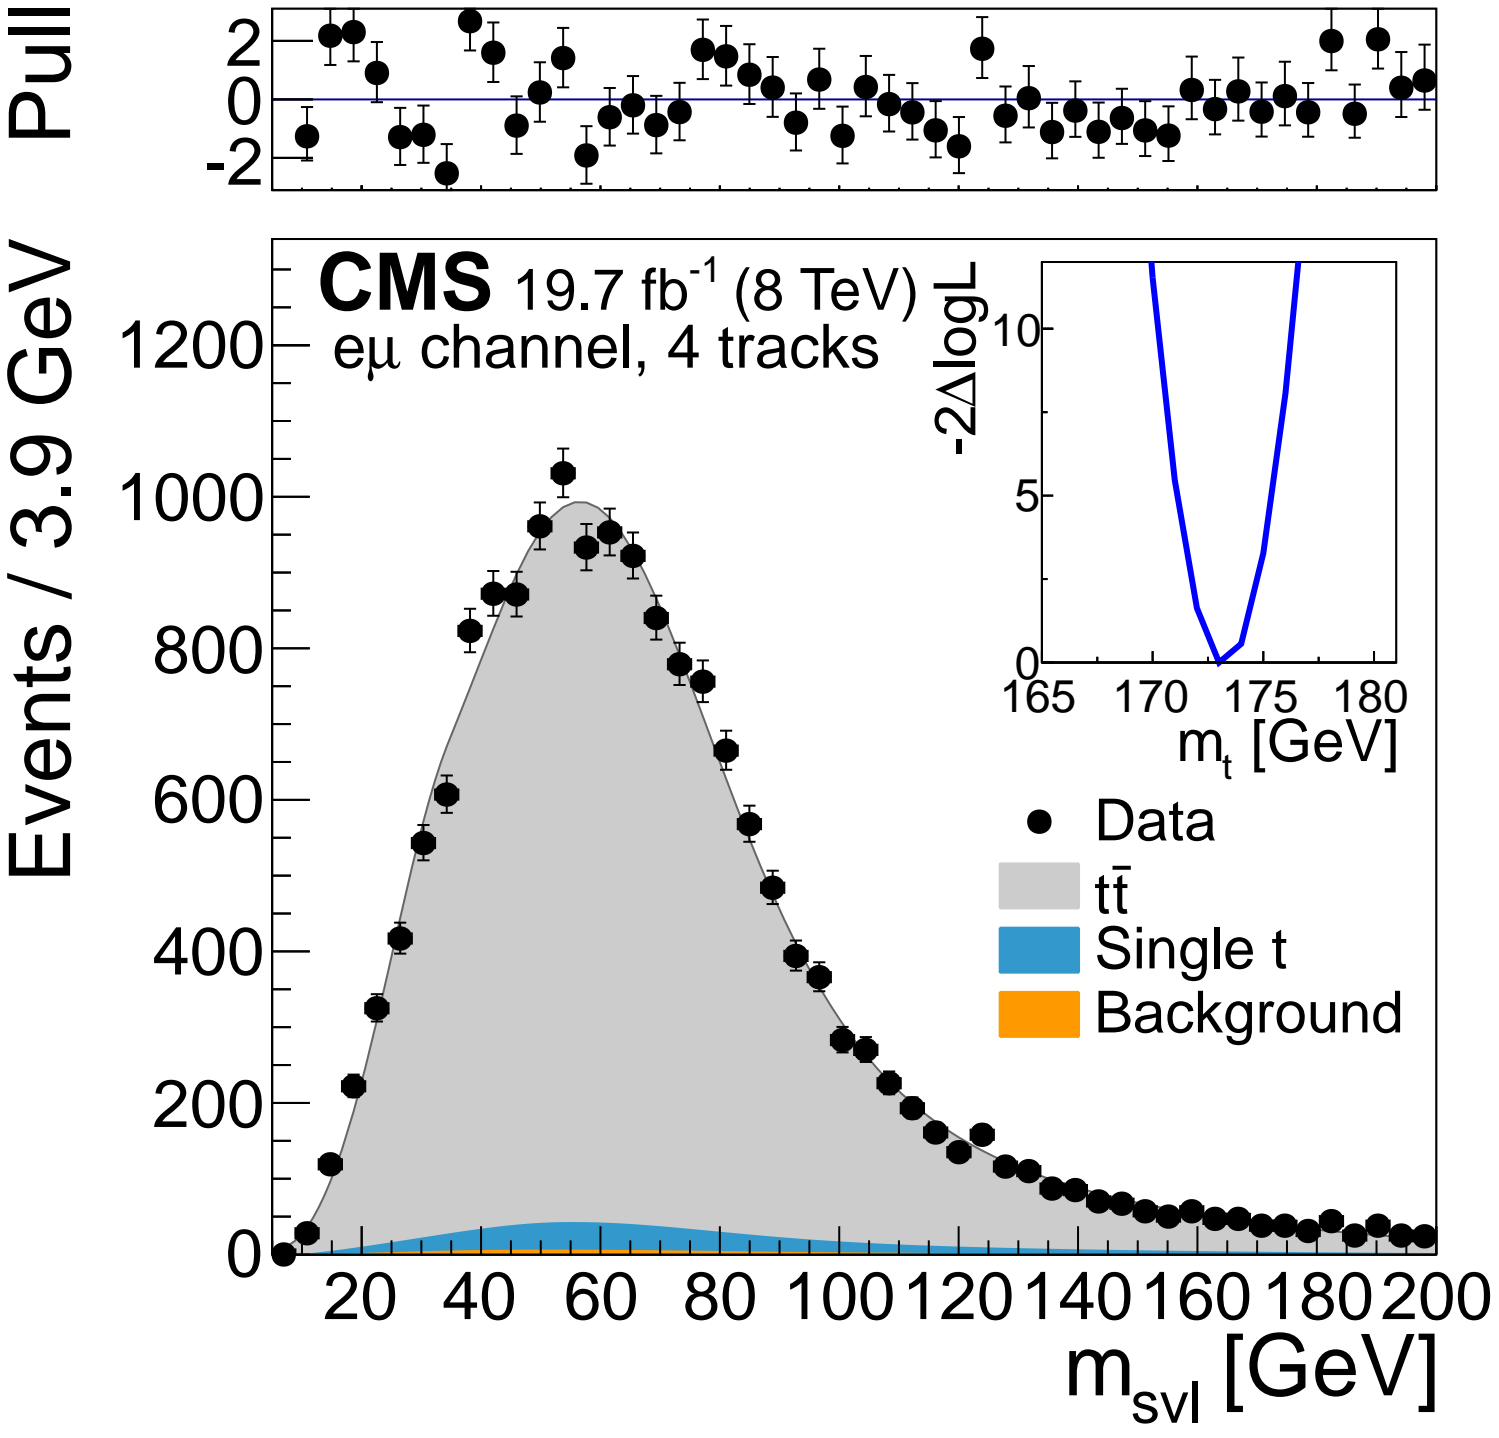 Pull
2
0
-2
CMS 19.7 fb-1 (8 TeV)
eμ channel, 4 tracks
Events / 3.9 GeV
1200
1000
800
600
400
200
0
20 40 60 80 100 120 140 160 180 200
msvl [GeV]
-2ΔlogL
10
5
0
165 170 175 180
mt [GeV]
Data
tt̄
Single t
Background